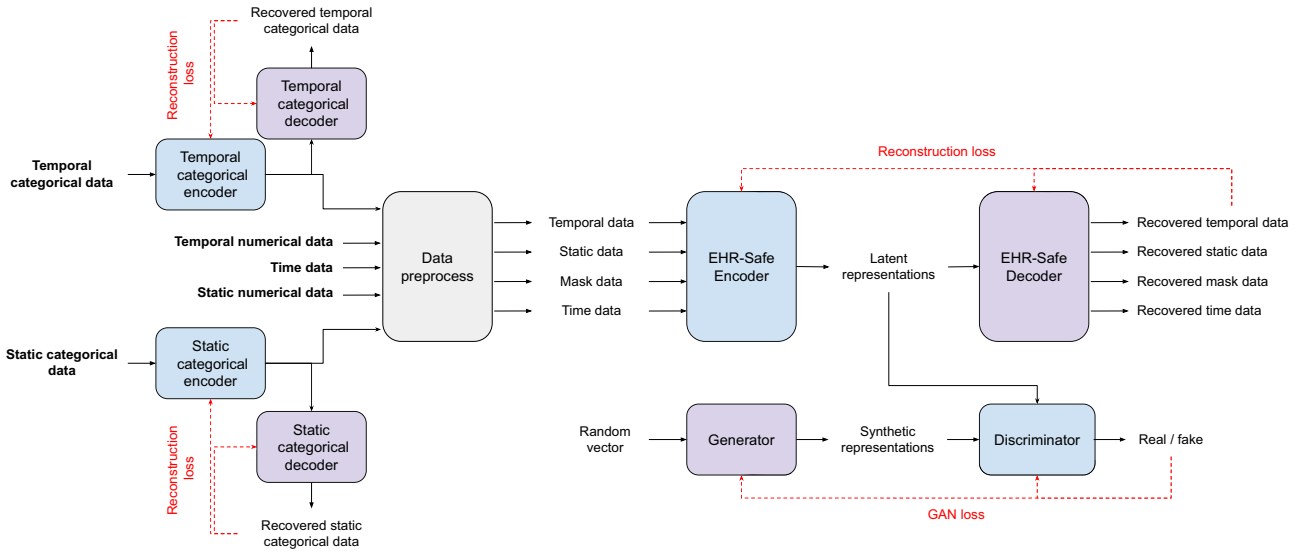 Recovered temporal
categorical data
Reconstruction
loss
Temporal
categorical
decoder
Temporal
categorical data
Temporal
categorical
encoder
Temporal numerical data
Time data
Static numerical data
Data
preprocess
Static categorical
data
Static
categorical
encoder
Reconstruction
loss
Static
categorical
decoder
Recovered static
categorical data
Temporal data
Static data
Mask data
Time data
Reconstruction loss
EHR-Safe
Encoder
Latent
representations
EHR-Safe
Decoder
Recovered temporal data
Recovered static data
Recovered mask data
Recovered time data
Random
vector
Generator
Synthetic
representations
Discriminator
Real / fake
GAN loss